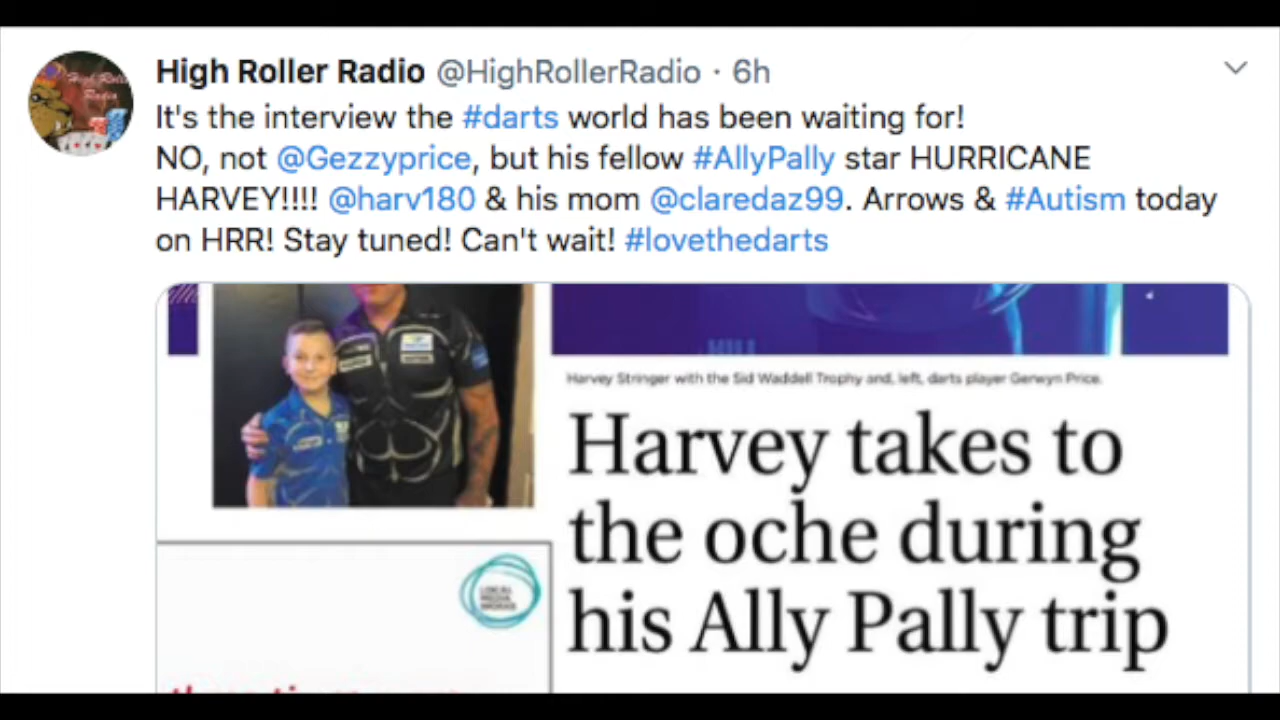 High Roller Radio @HighRollerRadio · 6h
It's the interview the #darts world has been waiting for!
NO, not @Gezzyprice, but his fellow #AllyPally star HURRICANE
HARVEY!!!! @harv180 & his mom @claredaz99. Arrows & #Autism today
on HRR! Stay tuned! Can't wait! #lovethedarts
Harvey Stringer with the Sid Waddell Trophy and, left, darts player Gerwyn Price.
Harvey takes to
the oche during
his Ally Pally trip
LOCAL
MEDIA
WORKS